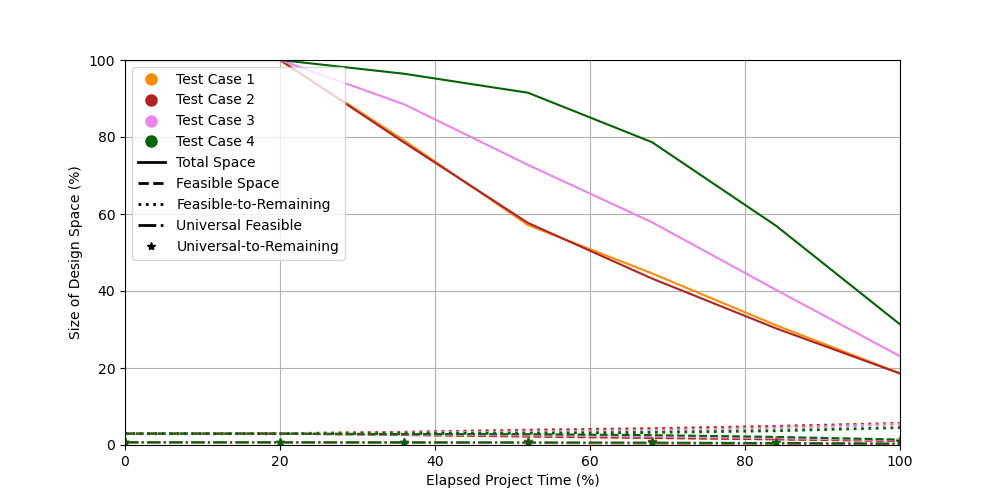 100
80
60
40
20
0
Size of Design Space (%)
Test Case 1
Test Case 2
Test Case 3
Test Case 4
Total Space
Feasible Space
Feasible-to-Remaining
Universal Feasible
Universal-to-Remaining
0 20 40 60 80 100
Elapsed Project Time (%)